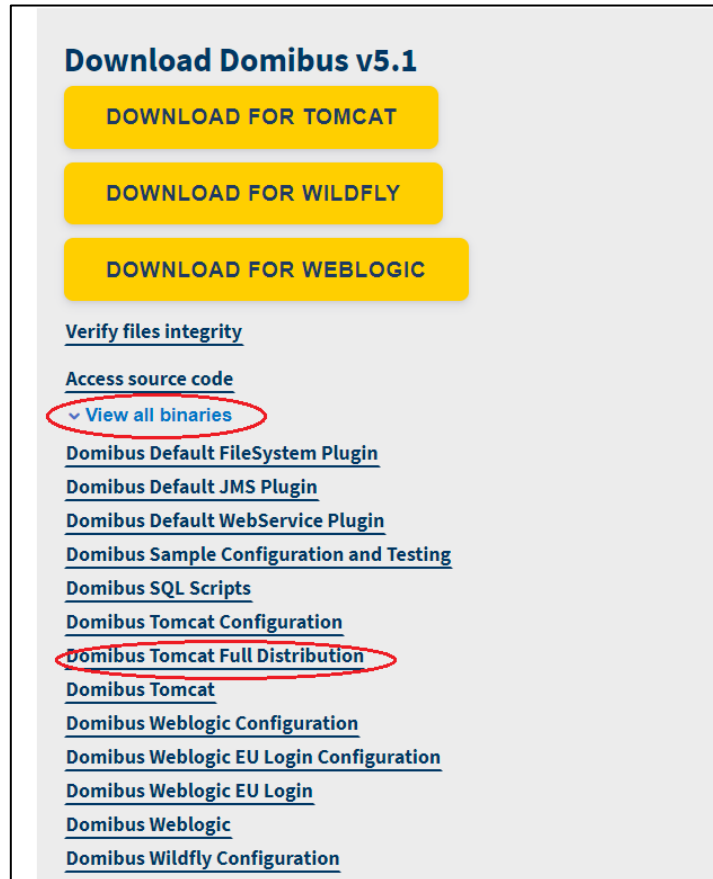 Download Domibus v5.1
DOWNLOAD FOR TOMCAT
DOWNLOAD FOR WILDFLY
DOWNLOAD FOR WEBLOGIC
Verify files integrity
Access source code
View all binaries
Domibus Default FileSystem Plugin
Domibus Default JMS Plugin
Domibus Default WebService Plugin
Domibus Sample Configuration and Testing
Domibus SQL Scripts
Domibus Tomcat Configuration
Domibus Tomcat Full Distribution
Domibus Tomcat
Domibus Weblogic Configuration
Domibus Weblogic EU Login Configuration
Domibus Weblogic EU Login
Domibus Weblogic
Domibus Wildfly Configuration